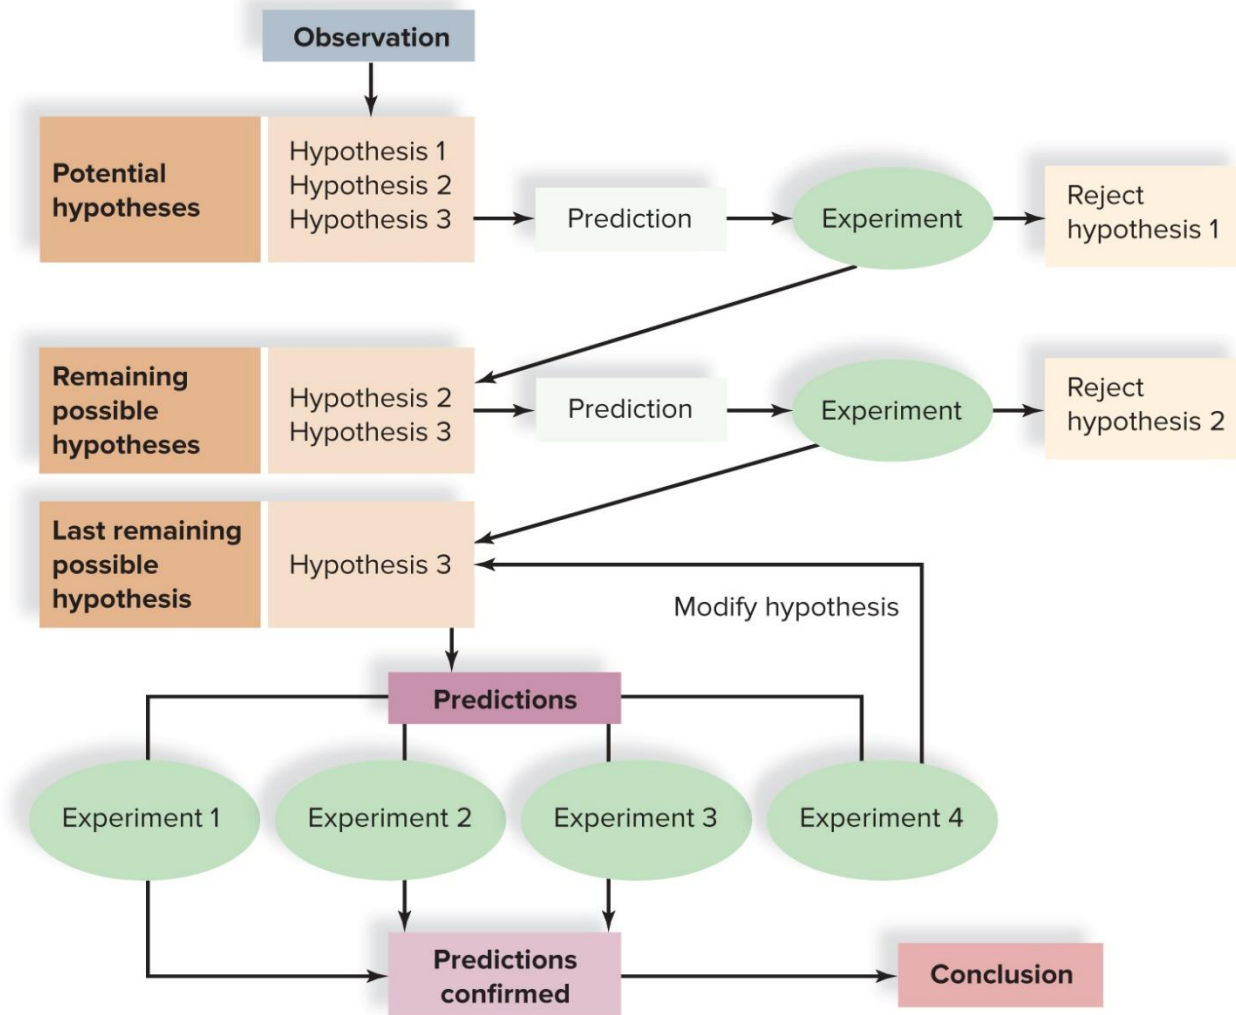 Observation
Potential
hypotheses
Hypothesis 1
Hypothesis 2
Hypothesis 3
Prediction
Experiment
Reject
hypothesis 1
Remaining
possible
hypotheses
Hypothesis 2
Hypothesis 3
Prediction
Experiment
Reject
hypothesis 2
Last remaining
possible
hypothesis
Hypothesis 3
Modify hypothesis
Predictions
Experiment 1
Experiment 2
Experiment 3
Experiment 4
Predictions
confirmed
Conclusion